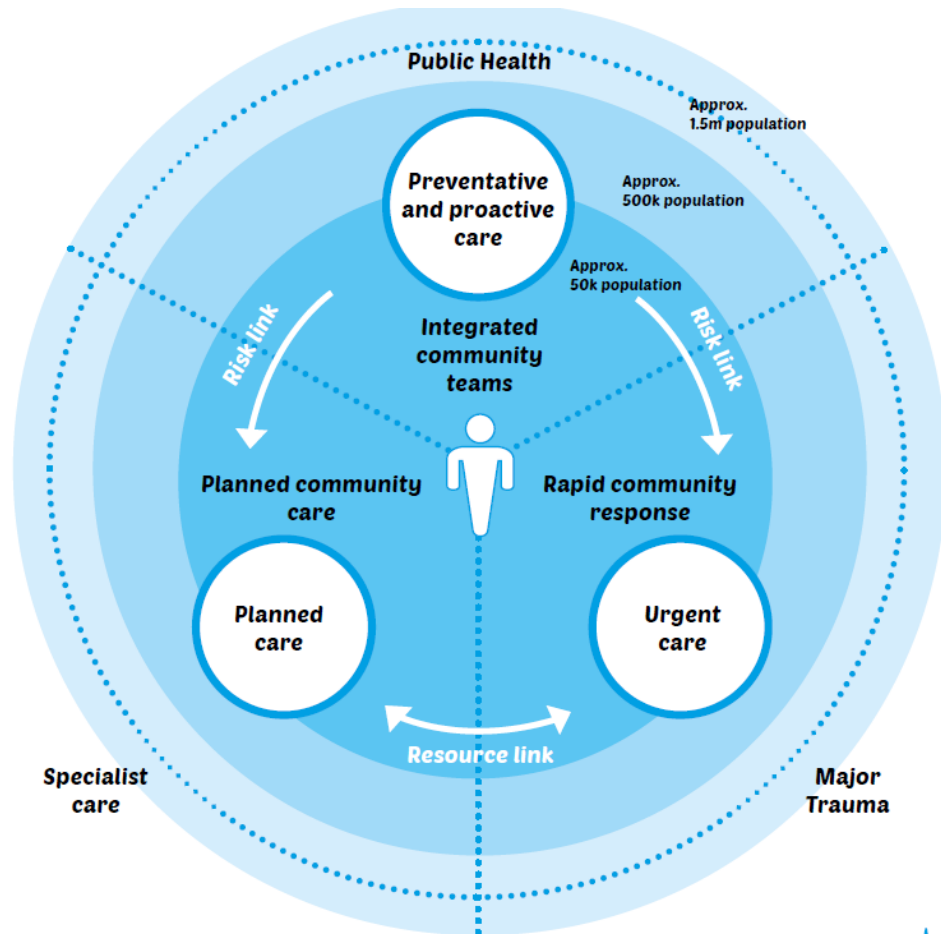 Public Health
Approx.
1.5m population
Preventative
and proactive
care
Approx.
500k population
Approx.
50k population
Integrated
community
teams
Risk link
Risk link
Planned community
care
Rapid community
response
Planned
care
Urgent
care
Resource link
Specialist
care
Major
Trauma